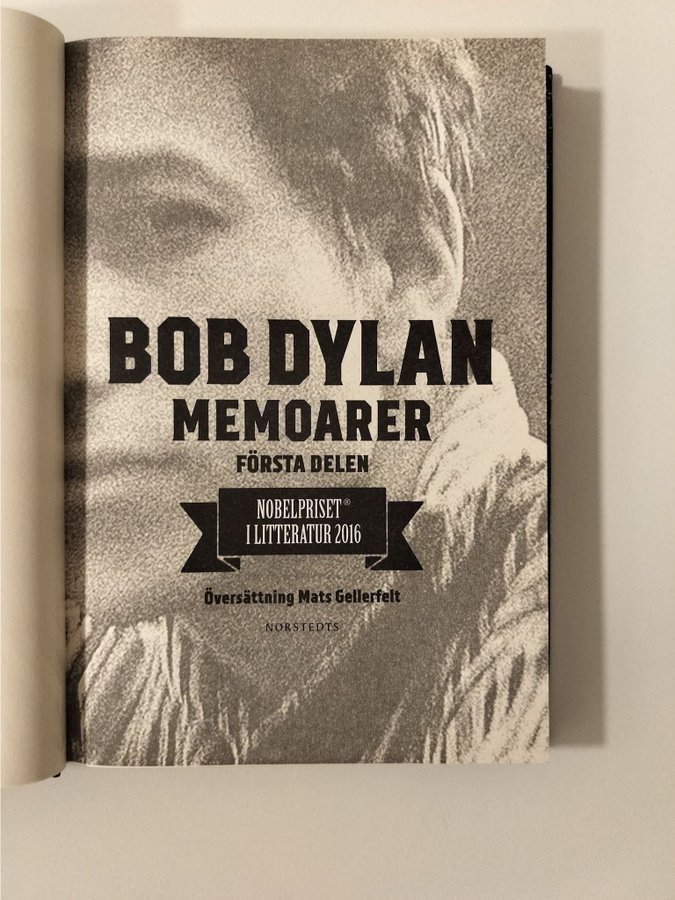 BOB DYLAN
MEMOARER
FÖRSTA DELEN
NOBELPRISET®
I LITTERATUR 2016
Översättning Mats Gellerfelt
NORSTEDTS